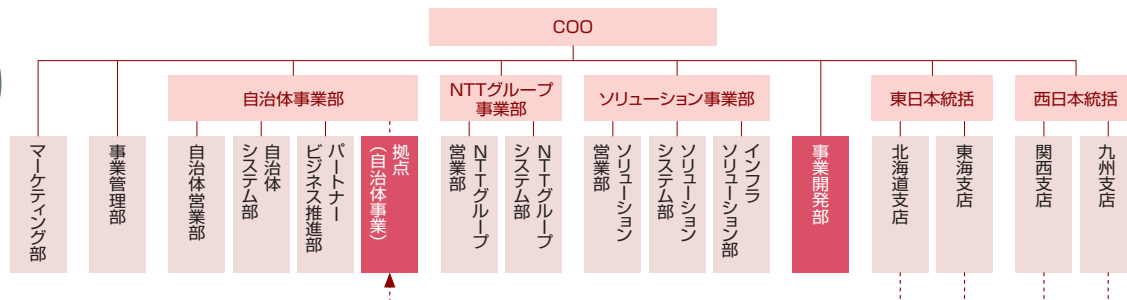 COO
自治体事業部
NTTグループ
事業部
ソリューション事業部
東日本統括
西日本統括
マーケティング部
事業管理部
自治体営業部
自治体
システム部
パートナー
ビジネス推進部
拠点
（自治体事業）
NTTグループ
営業部
NTTグループ
システム部
ソリューション
営業部
ソリューション
システム部
インフラ
ソリューション部
事業開発部
北海道支店
東海支店
関西支店
九州支店